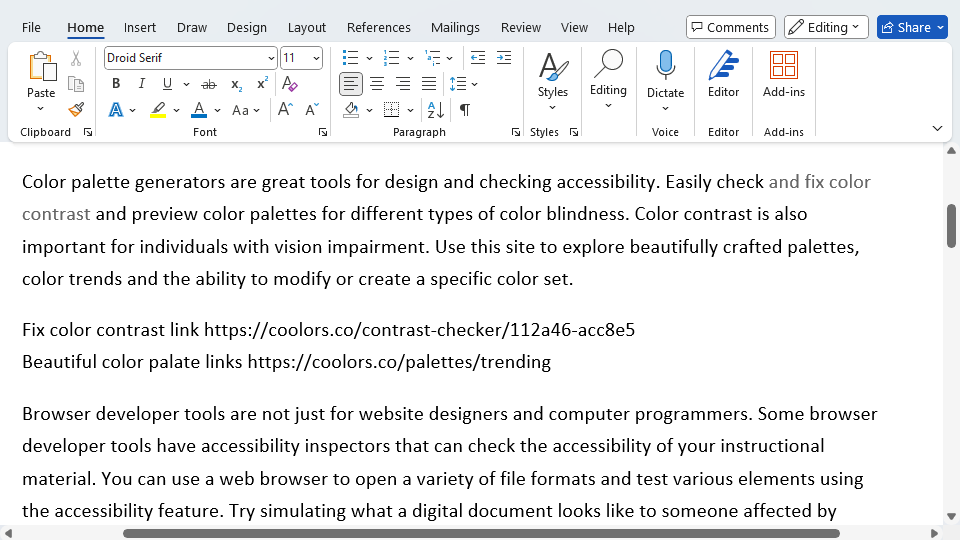 File Home Insert Draw Design Layout References Mailings Review View Help Comments Editing Share
Droid Serif 11
Paste Styles Editing Dictate Editor Add-ins
B I U ab x₂ x² A
A A Aa A A A Z ¶
Clipboard Font Paragraph Styles Voice Editor Add-ins
Color palette generators are great tools for design and checking accessibility. Easily check and fix color
contrast and preview color palettes for different types of color blindness. Color contrast is also
important for individuals with vision impairment. Use this site to explore beautifully crafted palettes,
color trends and the ability to modify or create a specific color set.
Fix color contrast link https://coolors.co/contrast-checker/112a46-acc8e5
Beautiful color palate links https://coolors.co/palettes/trending
Browser developer tools are not just for website designers and computer programmers. Some browser
developer tools have accessibility inspectors that can check the accessibility of your instructional
material. You can use a web browser to open a variety of file formats and test various elements using
the accessibility feature. Try simulating what a digital document looks like to someone affected by